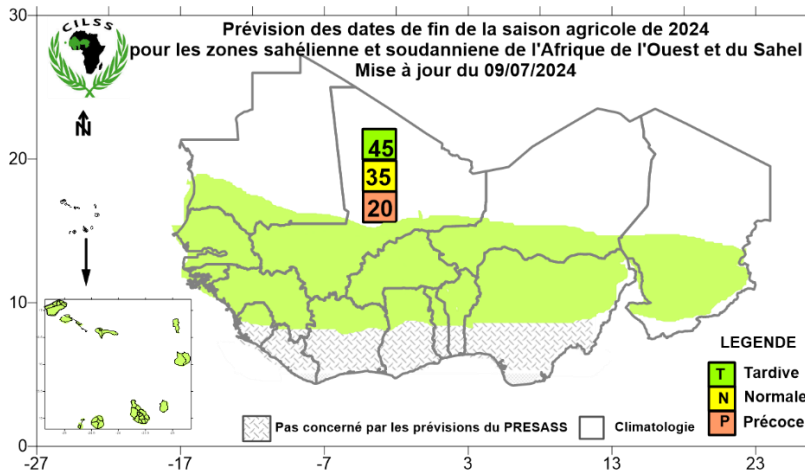 Prévision des dates de fin de la saison agricole de 2024
pour les zones sahélienne et soudanniene de l'Afrique de l'Ouest et du Sahel
Mise à jour du 09/07/2024
CILSS
N
30
20
10
0
45
35
20
LEGENDE
T Tardive
N Normale
P Précoce
Pas concerné par les prévisions du PRESASS
Climatologie
-27 -17 -7 3 13 23